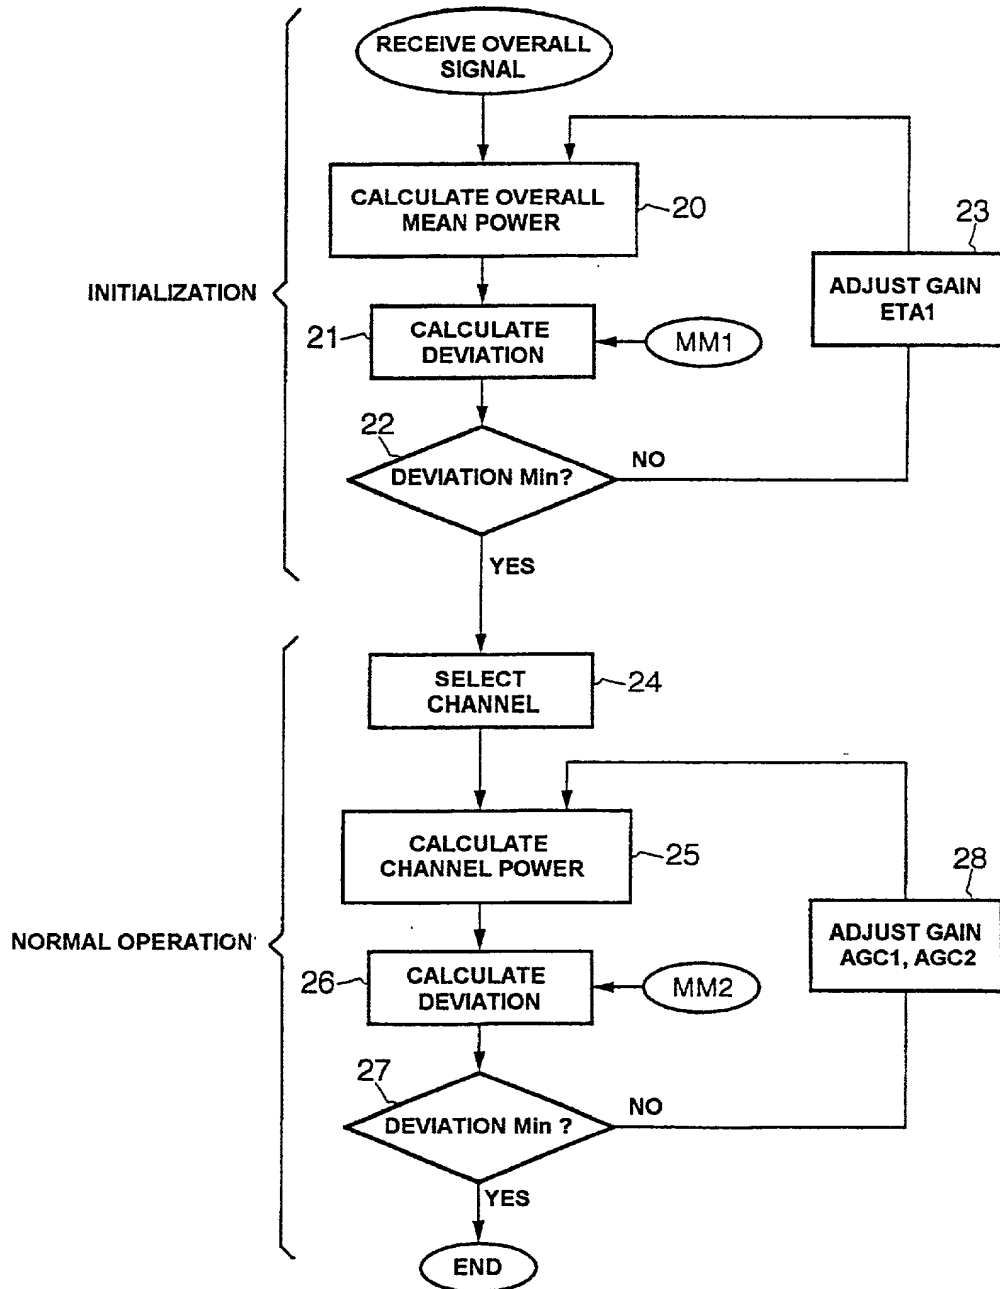 RECEIVE OVERALL
SIGNAL
CALCULATE OVERALL
MEAN POWER
20
23
ADJUST GAIN
ETA1
INITIALIZATION
21
CALCULATE
DEVIATION
MM1
22
DEVIATION Min?
NO
YES
SELECT
CHANNEL
24
CALCULATE
CHANNEL POWER
25
28
ADJUST GAIN
AGC1, AGC2
NORMAL OPERATION
26
CALCULATE
DEVIATION
MM2
27
DEVIATION Min ?
NO
YES
END